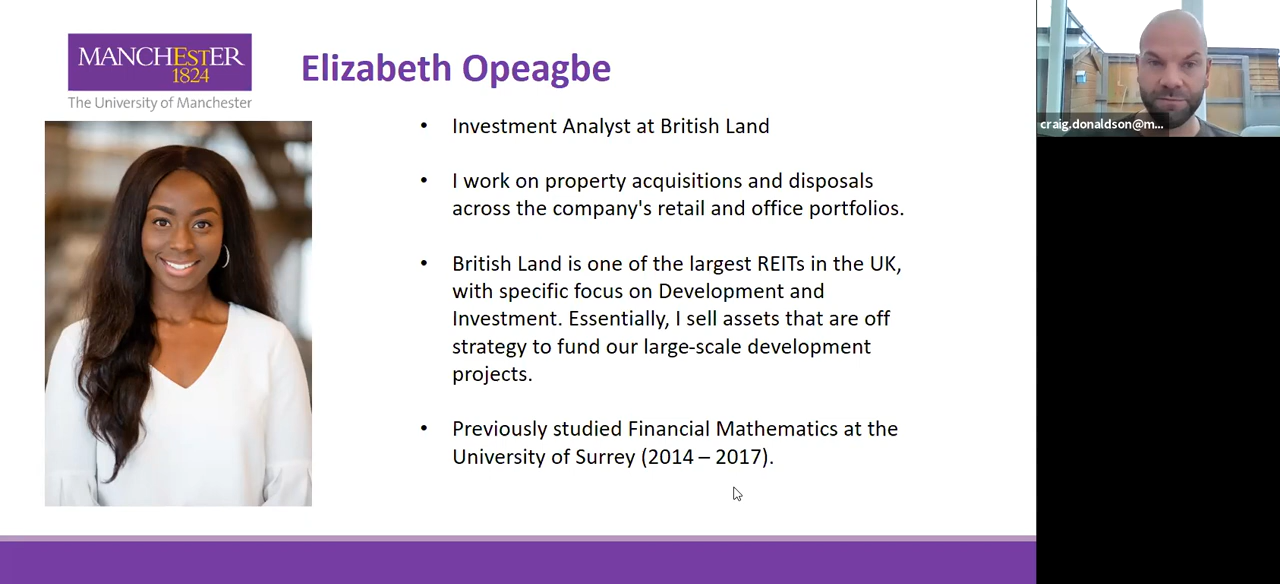 MANCHESTER
1824
The University of Manchester
Elizabeth Opeagbe
• Investment Analyst at British Land
• I work on property acquisitions and disposals
across the company's retail and office portfolios.
• British Land is one of the largest REITs in the UK,
with specific focus on Development and
Investment. Essentially, I sell assets that are off
strategy to fund our large-scale development
projects.
• Previously studied Financial Mathematics at the
University of Surrey (2014 – 2017).
craig.donaldson@m...